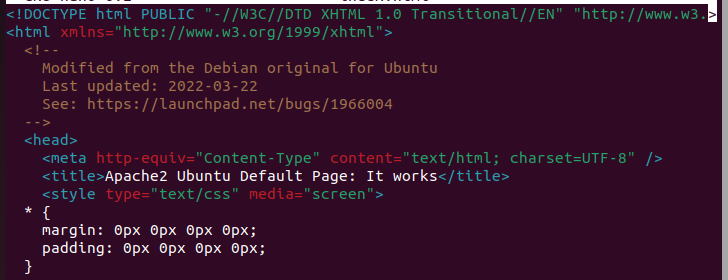 <!DOCTYPE html PUBLIC "-//W3C//DTD XHTML 1.0 Transitional//EN" "http://www.w3.>
<html xmlns="http://www.w3.org/1999/xhtml">
  <!--
    Modified from the Debian original for Ubuntu
    Last updated: 2022-03-22
    See: https://launchpad.net/bugs/1966004
  -->
  <head>
    <meta http-equiv="Content-Type" content="text/html; charset=UTF-8" />
    <title>Apache2 Ubuntu Default Page: It works</title>
    <style type="text/css" media="screen">
  * {
    margin: 0px 0px 0px 0px;
    padding: 0px 0px 0px 0px;
  }